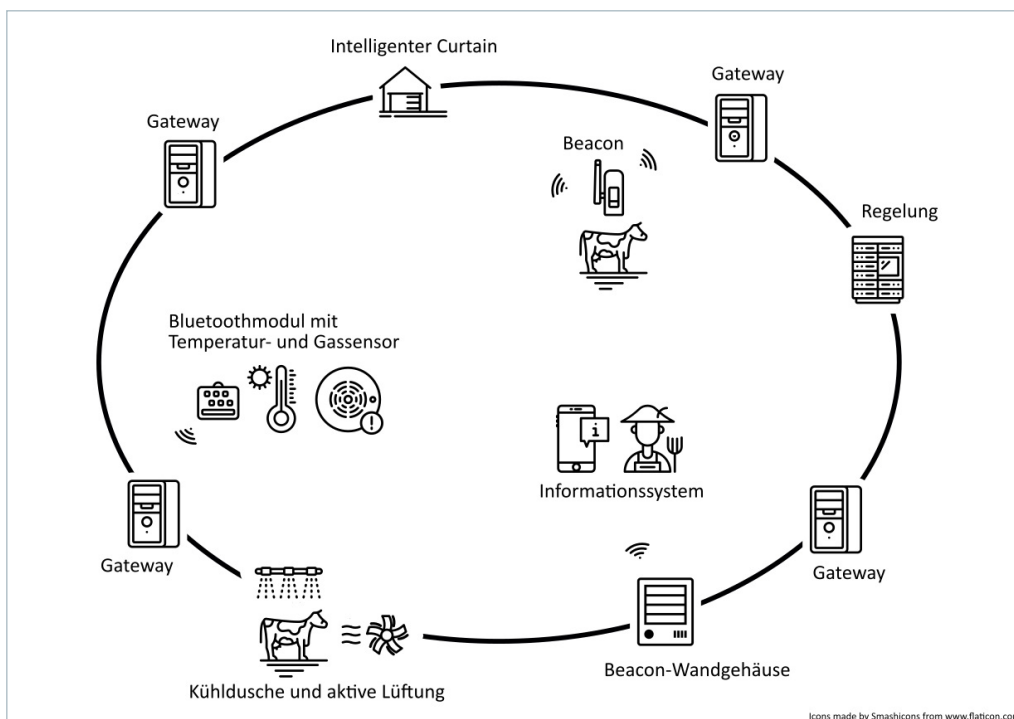 Intelligenter Curtain
Gateway
Gateway
Beacon
Regelung
Bluetoothmodul mit
Temperatur- und Gassensor
i
Informationssystem
Gateway
Gateway
Beacon-Wandgehäuse
Kühldusche und aktive Lüftung
Icons made by Smashicons from www.flaticon.com